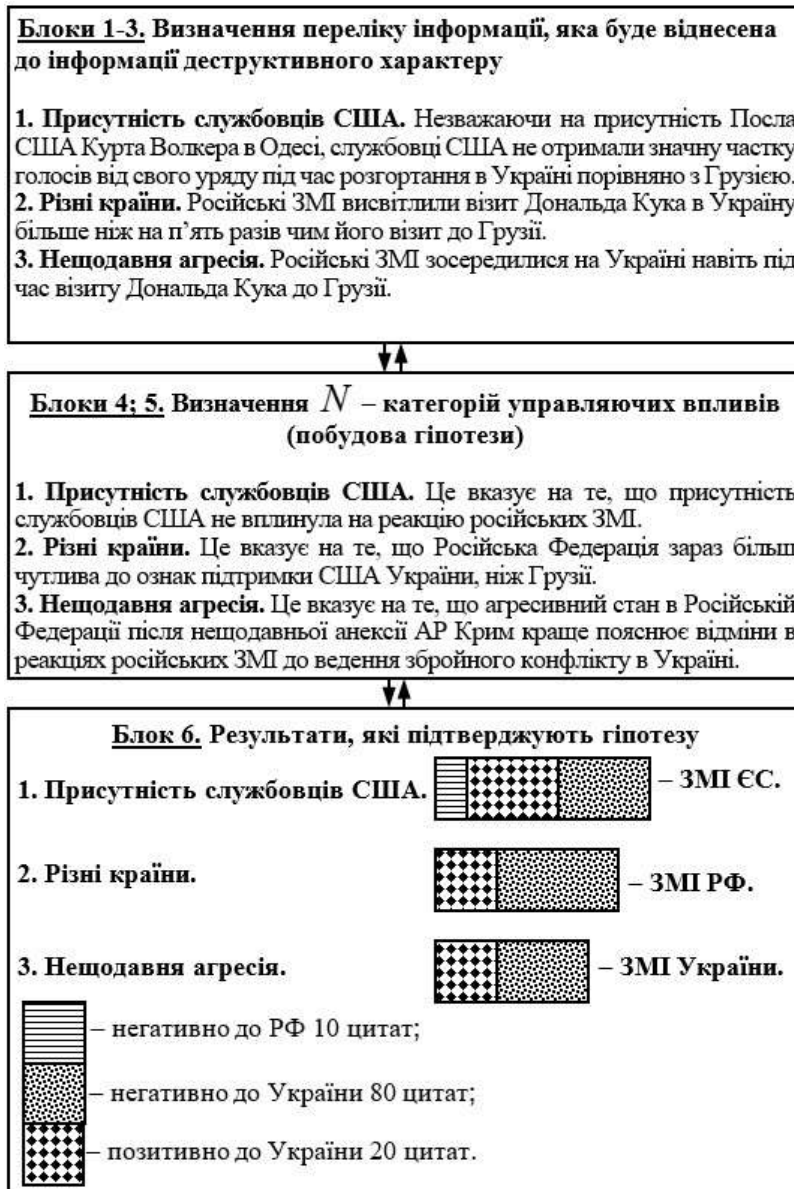 Блоки 1-3. Визначення переліку інформації, яка буде віднесена
до інформації деструктивного характеру
1. Присутність службовців США. Незважаючи на присутність Посла
США Курта Волкера в Одесі, службовці США не отримали значну частку
голосів від свого уряду під час розгортання в Україні порівняно з Грузією.
2. Різні країни. Російські ЗМІ висвітлили візит Дональда Кука в Україну
більше ніж на п’ять разів чим його візит до Грузії.
3. Нещодавня агресія. Російські ЗМІ зосередилися на Україні навіть під
час візиту Дональда Кука до Грузії.
Блоки 4; 5. Визначення N – категорій управляючих впливів
(побудова гіпотези)
1. Присутність службовців США. Це вказує на те, що присутність
службовців США не вплинула на реакцію російських ЗМІ.
2. Різні країни. Це вказує на те, що Російська Федерація зараз більш
чутлива до ознак підтримки США України, ніж Грузії.
3. Нещодавня агресія. Це вказує на те, що агресивний стан в Російській
Федерації після нещодавньої анексії АР Крим краще пояснює відміни в
реакціях російських ЗМІ до ведення збройного конфлікту в Україні.
Блок 6. Результати, які підтверджують гіпотезу
1. Присутність службовців США. – ЗМІ ЄС.
2. Різні країни. – ЗМІ РФ.
3. Нещодавня агресія. – ЗМІ України.
– негативно до РФ 10 цитат;
– негативно до України 80 цитат;
– позитивно до України 20 цитат.